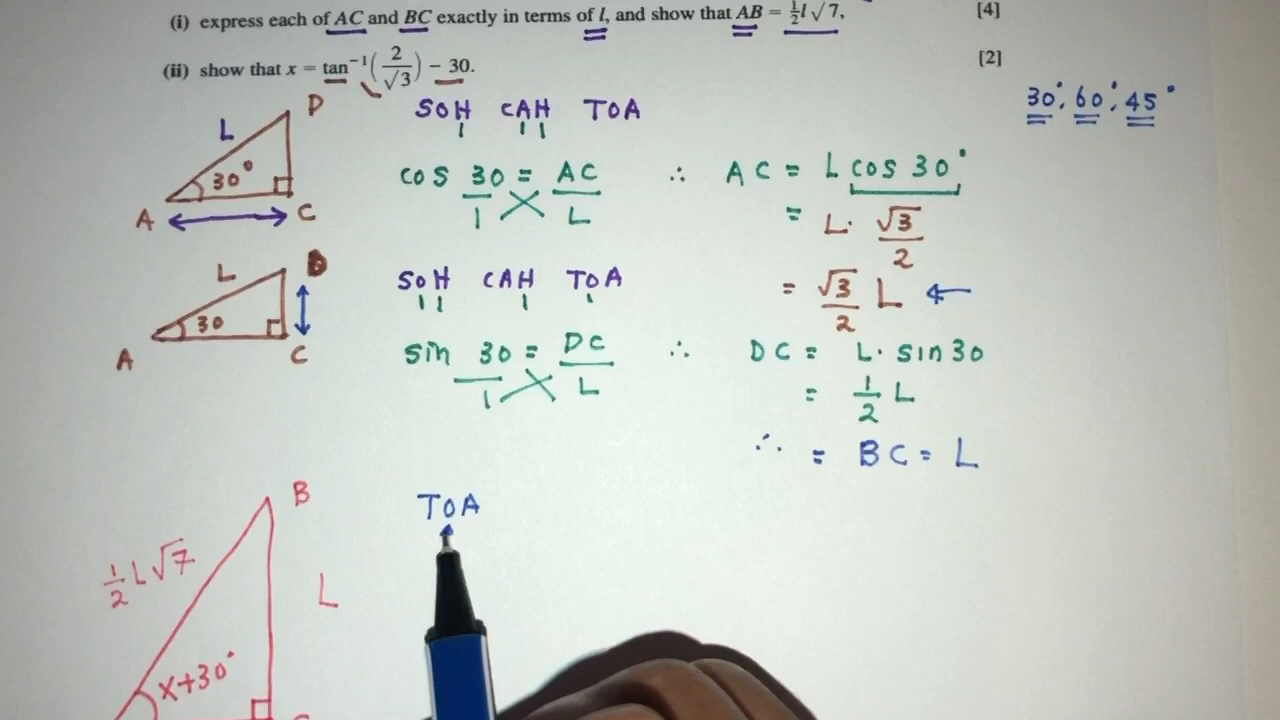 (i) express each of AC and BC exactly in terms of l, and show that AB = ½l√7, [4]
(ii) show that x = tan⁻¹(2/√3) − 30. [2]
30°, 60°, 45°
D
L
30°
A
C
SOH CAH TOA
cos 30/1 = AC/L ∴ AC = L cos 30°
= L· √3/2
= √3/2 L ←
L
D
30
A
C
SOH CAH TOA
sin 30/1 = DC/L ∴ DC = L· sin 30
= 1/2 L
∴ = BC = L
B
½L√7
L
x+30°
TOA